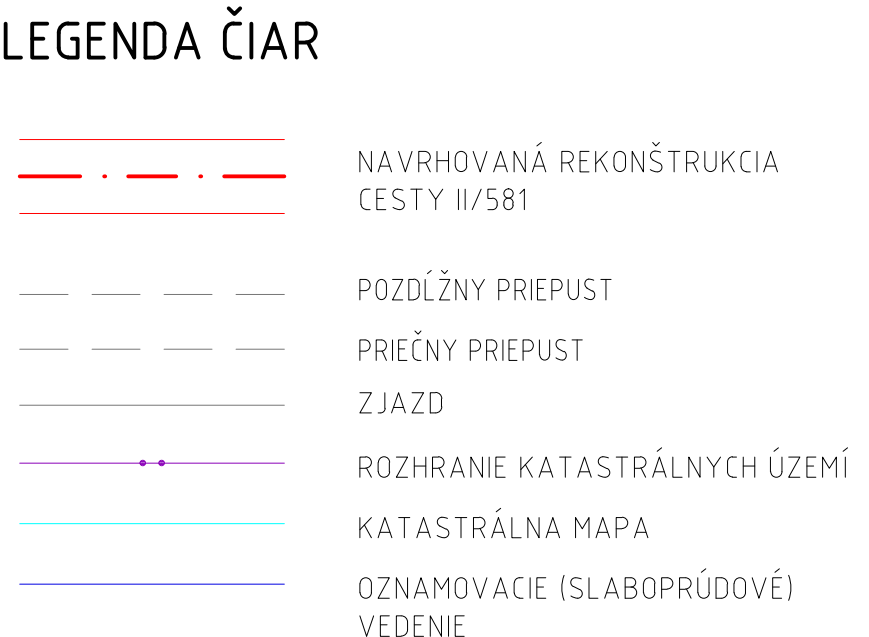 LEGENDA ČIAR
NAVRHOVANÁ REKONŠTRUKCIA
CESTY II/581
POZDĹŽNY PRIEPUST
PRIEČNY PRIEPUST
ZJAZD
ROZHRANIE KATASTRÁLNYCH ÚZEMÍ
KATASTRÁLNA MAPA
OZNAMOVACIE (SLABOPRÚDOVÉ)
VEDENIE